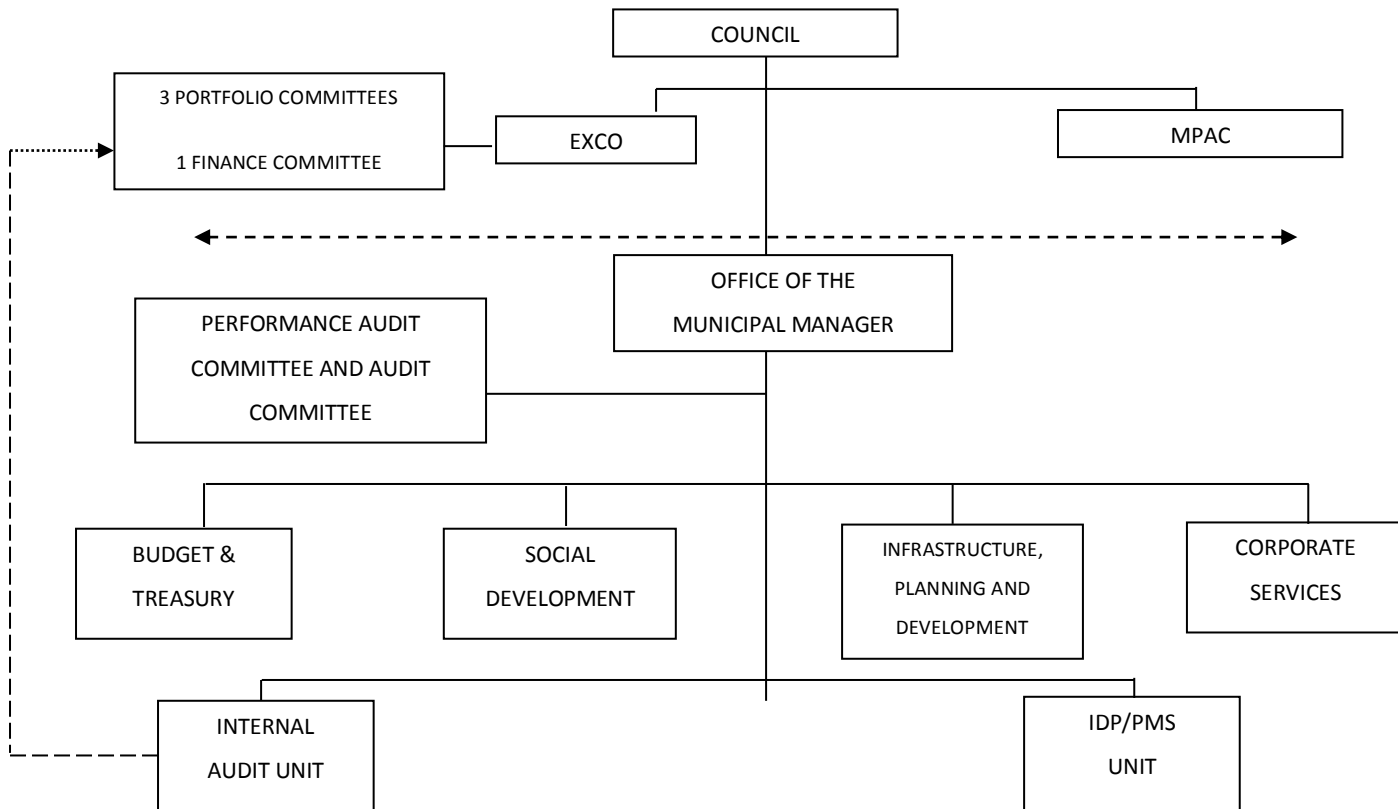 COUNCIL
3 PORTFOLIO COMMITTEES
1 FINANCE COMMITTEE
EXCO
MPAC
OFFICE OF THE
MUNICIPAL MANAGER
PERFORMANCE AUDIT
COMMITTEE AND AUDIT
COMMITTEE
BUDGET &
TREASURY
SOCIAL
DEVELOPMENT
INFRASTRUCTURE,
PLANNING AND
DEVELOPMENT
CORPORATE
SERVICES
INTERNAL
AUDIT UNIT
IDP/PMS
UNIT